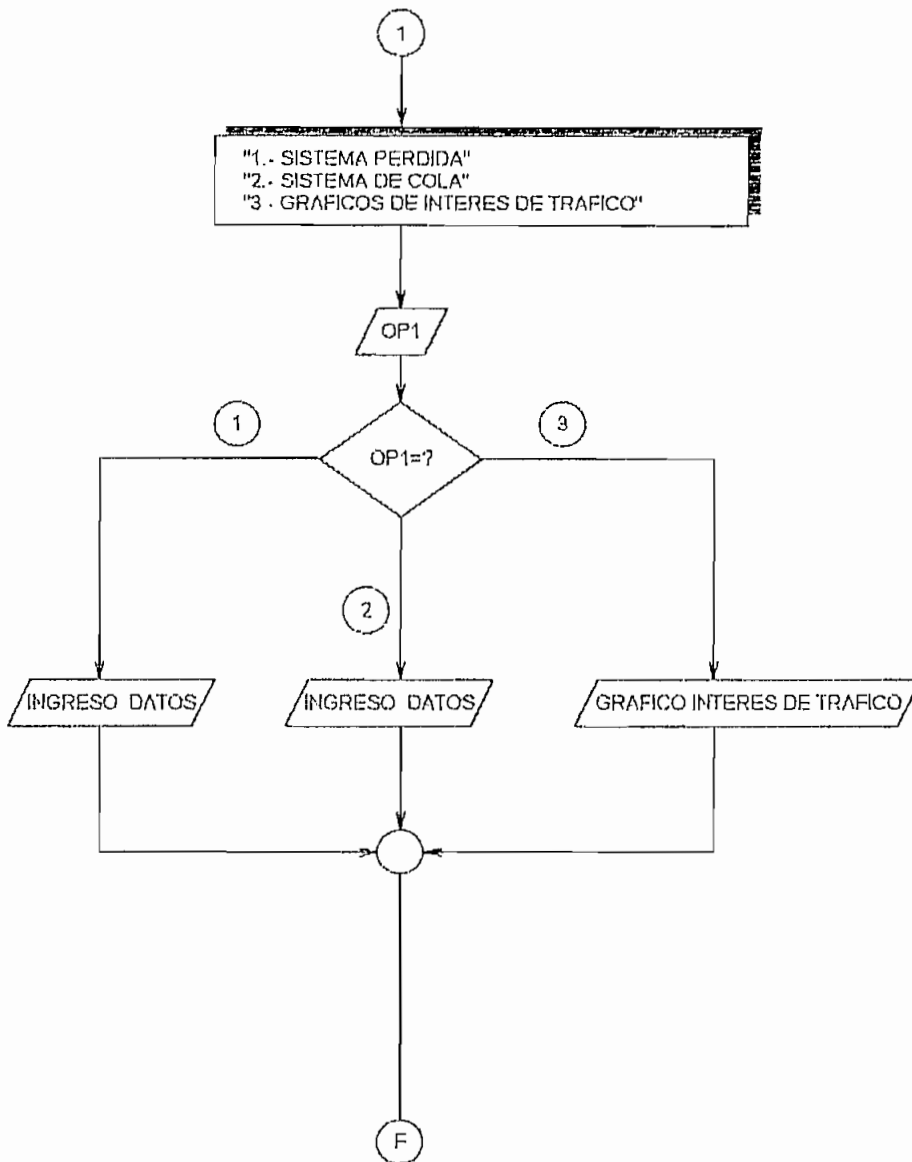 1
"1.- SISTEMA PERDIDA"
"2.- SISTEMA DE COLA"
"3.- GRAFICOS DE INTERES DE TRAFICO"
OP1
1
3
OP1=?
2
INGRESO DATOS
INGRESO DATOS
GRAFICO INTERES DE TRAFICO
F